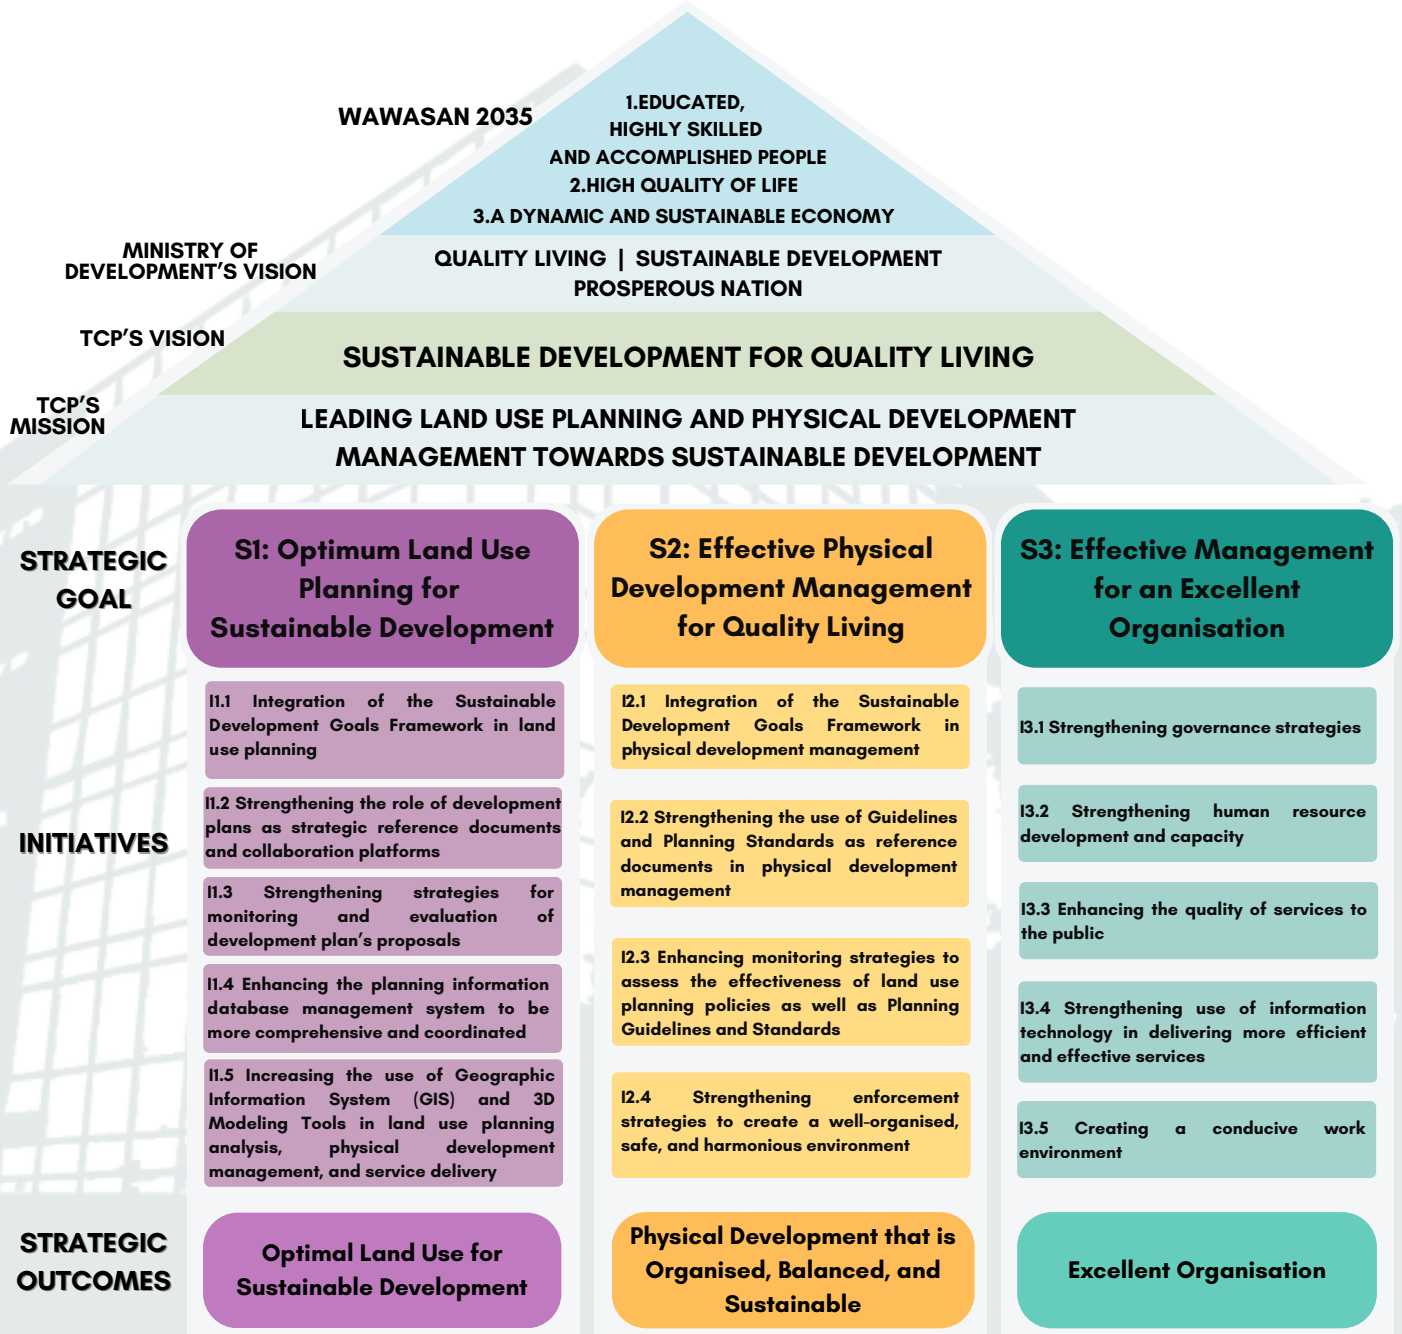 WAWASAN 2035
1.EDUCATED,
HIGHLY SKILLED
AND ACCOMPLISHED PEOPLE
2.HIGH QUALITY OF LIFE
3.A DYNAMIC AND SUSTAINABLE ECONOMY
MINISTRY OF
DEVELOPMENT'S VISION
QUALITY LIVING | SUSTAINABLE DEVELOPMENT
PROSPEROUS NATION
TCP'S VISION
SUSTAINABLE DEVELOPMENT FOR QUALITY LIVING
TCP'S
MISSION
LEADING LAND USE PLANNING AND PHYSICAL DEVELOPMENT
MANAGEMENT TOWARDS SUSTAINABLE DEVELOPMENT
STRATEGIC
GOAL
S1: Optimum Land Use
Planning for
Sustainable Development
S2: Effective Physical
Development Management
for Quality Living
S3: Effective Management
for an Excellent
Organisation
INITIATIVES
I1.1 Integration of the Sustainable
Development Goals Framework in land
use planning
I1.2 Strengthening the role of development
plans as strategic reference documents
and collaboration platforms
I1.3 Strengthening strategies for
monitoring and evaluation of
development plan's proposals
I1.4 Enhancing the planning information
database management system to be
more comprehensive and coordinated
I1.5 Increasing the use of Geographic
Information System (GIS) and 3D
Modeling Tools in land use planning
analysis, physical development
management, and service delivery
I2.1 Integration of the Sustainable
Development Goals Framework in
physical development management
I2.2 Strengthening the use of Guidelines
and Planning Standards as reference
documents in physical development
management
I2.3 Enhancing monitoring strategies to
assess the effectiveness of land use
planning policies as well as Planning
Guidelines and Standards
I2.4 Strengthening enforcement
strategies to create a well-organised,
safe, and harmonious environment
I3.1 Strengthening governance strategies
I3.2 Strengthening human resource
development and capacity
I3.3 Enhancing the quality of services to
the public
I3.4 Strengthening use of information
technology in delivering more efficient
and effective services
I3.5 Creating a conducive work
environment
STRATEGIC
OUTCOMES
Optimal Land Use for
Sustainable Development
Physical Development that is
Organised, Balanced, and
Sustainable
Excellent Organisation